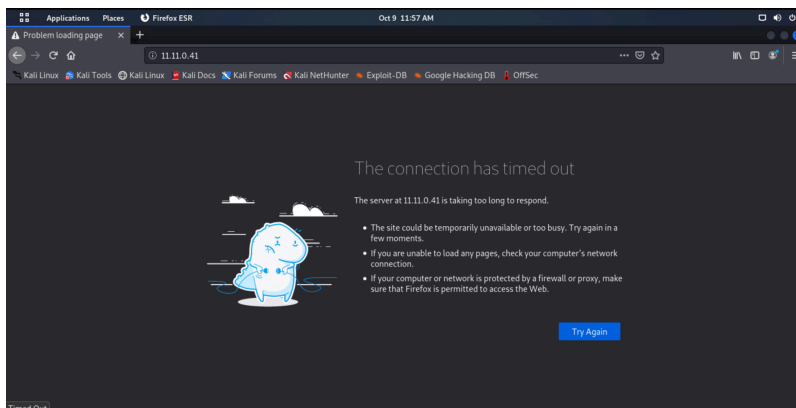 Applications Places Firefox ESR Oct 9 11:57 AM
Problem loading page
11.11.0.41
Kali Linux Kali Tools Kali Linux Kali Docs Kali Forums Kali NetHunter Exploit-DB Google Hacking DB OffSec
The connection has timed out
The server at 11.11.0.41 is taking too long to respond.
The site could be temporarily unavailable or too busy. Try again in a
few moments.
If you are unable to load any pages, check your computer's network
connection.
If your computer or network is protected by a firewall or proxy, make
sure that Firefox is permitted to access the Web.
Try Again
Timed Out